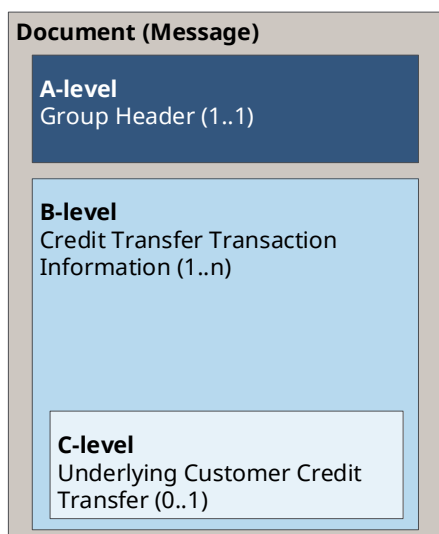 Document (Message)
A-level
Group Header (1..1)
B-level
Credit Transfer Transaction
Information (1..n)
C-level
Underlying Customer Credit
Transfer (0..1)